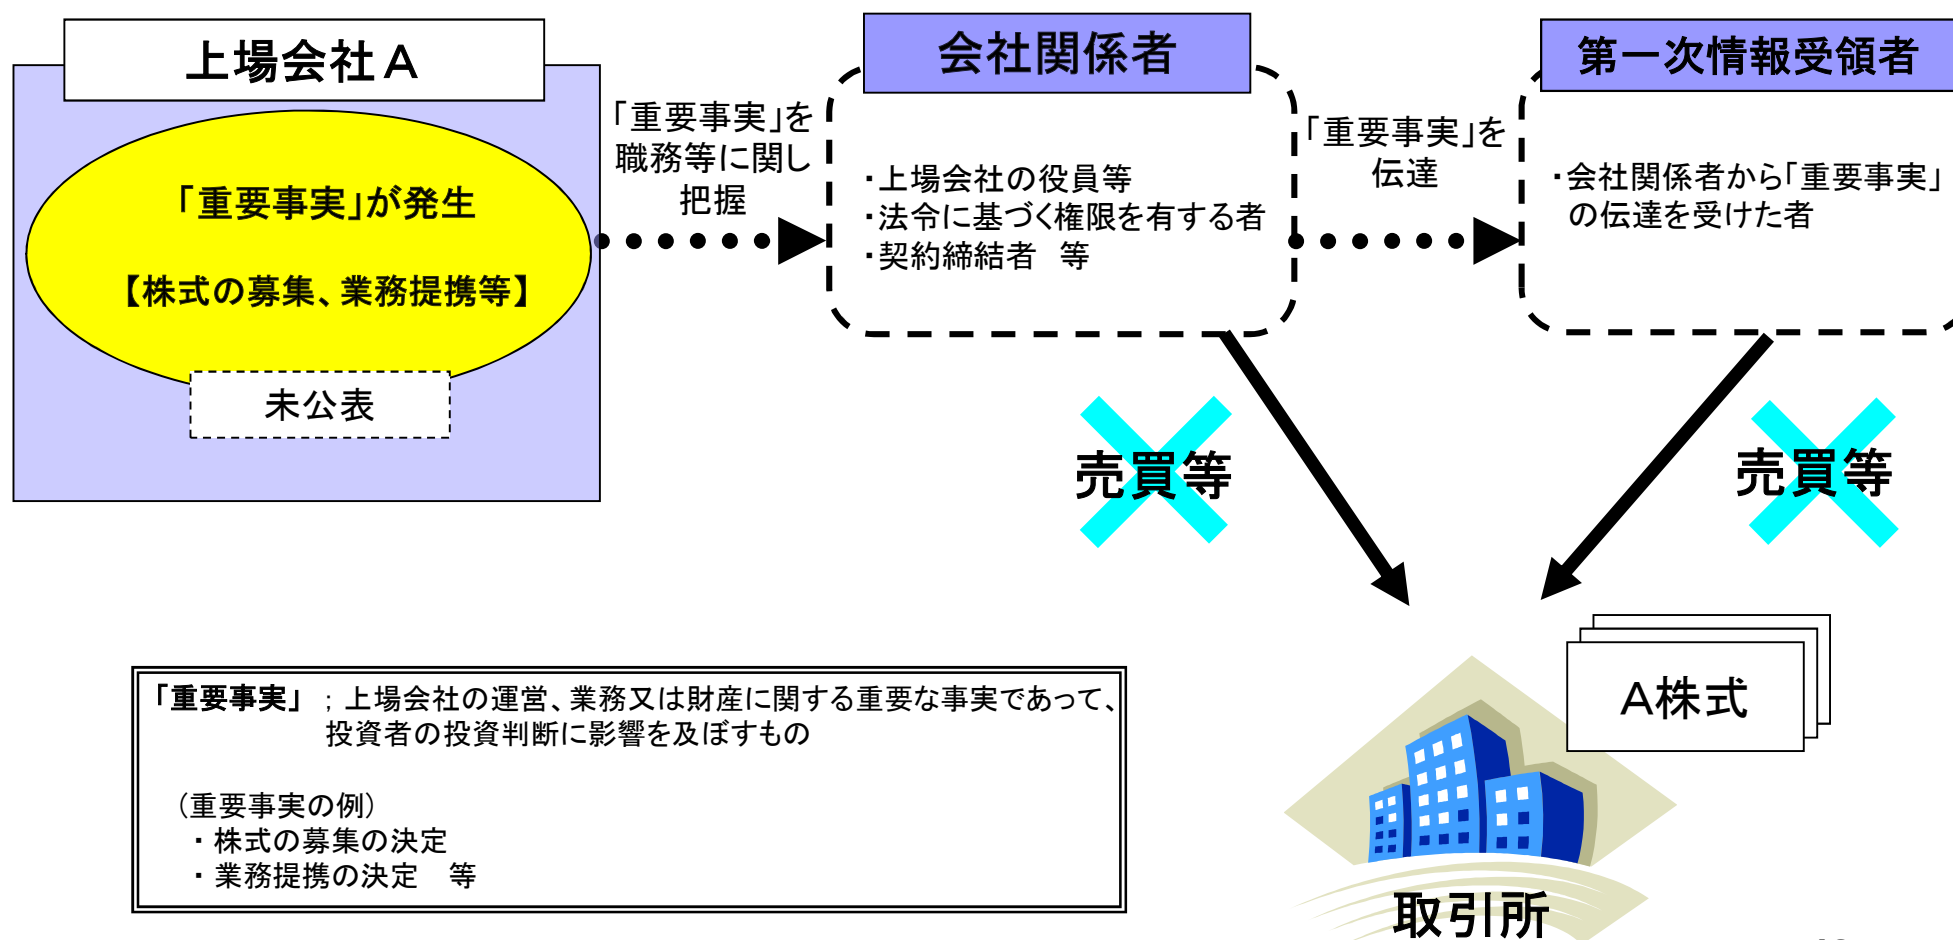 上場会社A
「重要事実」が発生
【株式の募集、業務提携等】
未公表
「重要事実」を
職務等に関し
把握
会社関係者
・上場会社の役員等
・法令に基づく権限を有する者
・契約締結者　等
「重要事実」を
伝達
第一次情報受領者
・会社関係者から「重要事実」
の伝達を受けた者
売買等
売買等
「重要事実」；上場会社の運営、業務又は財産に関する重要な事実であって、
投資者の投資判断に影響を及ぼすもの
(重要事実の例)
・株式の募集の決定
・業務提携の決定　等
A株式
取引所